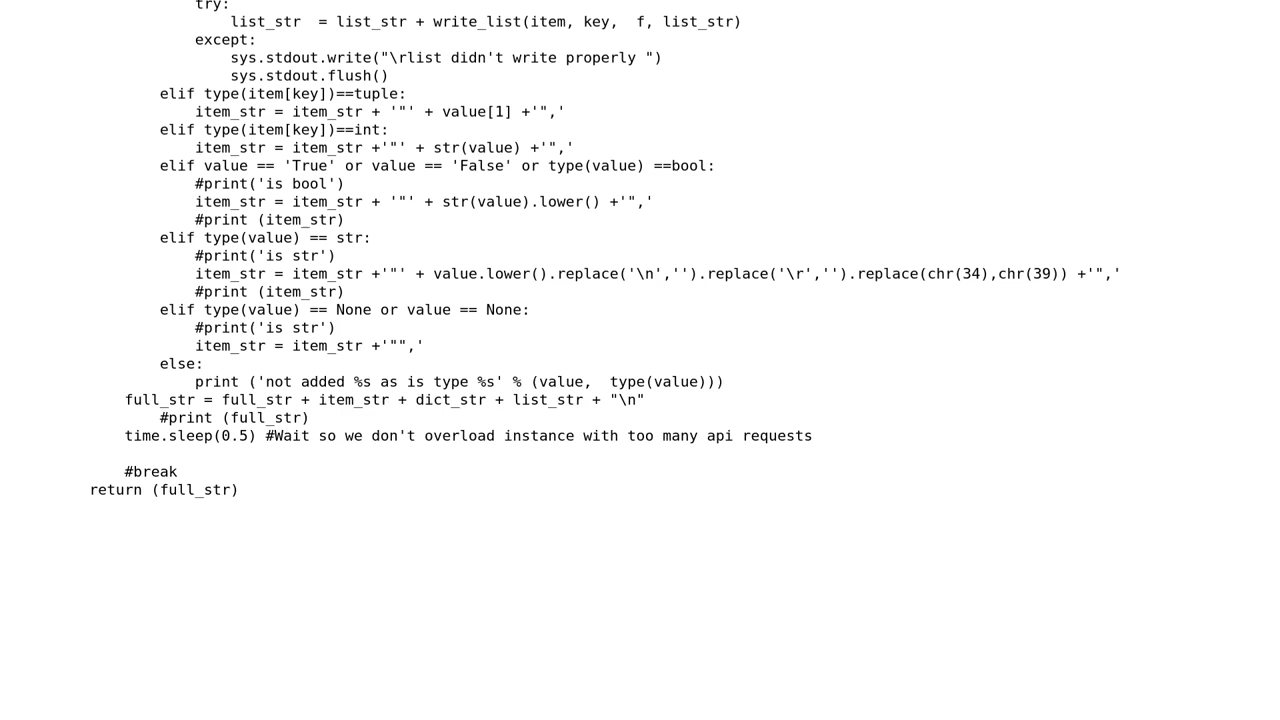 try:
list_str  = list_str + write_list(item, key,  f, list_str)
except:
sys.stdout.write("\rlist didn't write properly ")
sys.stdout.flush()
elif type(item[key])==tuple:
item_str = item_str + '"' + value[1] +'",'
elif type(item[key])==int:
item_str = item_str +'"' + str(value) +'",'
elif value == 'True' or value == 'False' or type(value) ==bool:
#print('is bool')
item_str = item_str + '"' + str(value).lower() +'",'
#print (item_str)
elif type(value) == str:
#print('is str')
item_str = item_str +'"' + value.lower().replace('\n','').replace('\r','').replace(chr(34),chr(39)) +'",'
#print (item_str)
elif type(value) == None or value == None:
#print('is str')
item_str = item_str +'"",'
else:
print ('not added %s as is type %s' % (value,  type(value)))
full_str = full_str + item_str + dict_str + list_str + "\n"
#print (full_str)
time.sleep(0.5) #Wait so we don't overload instance with too many api requests
#break
return (full_str)